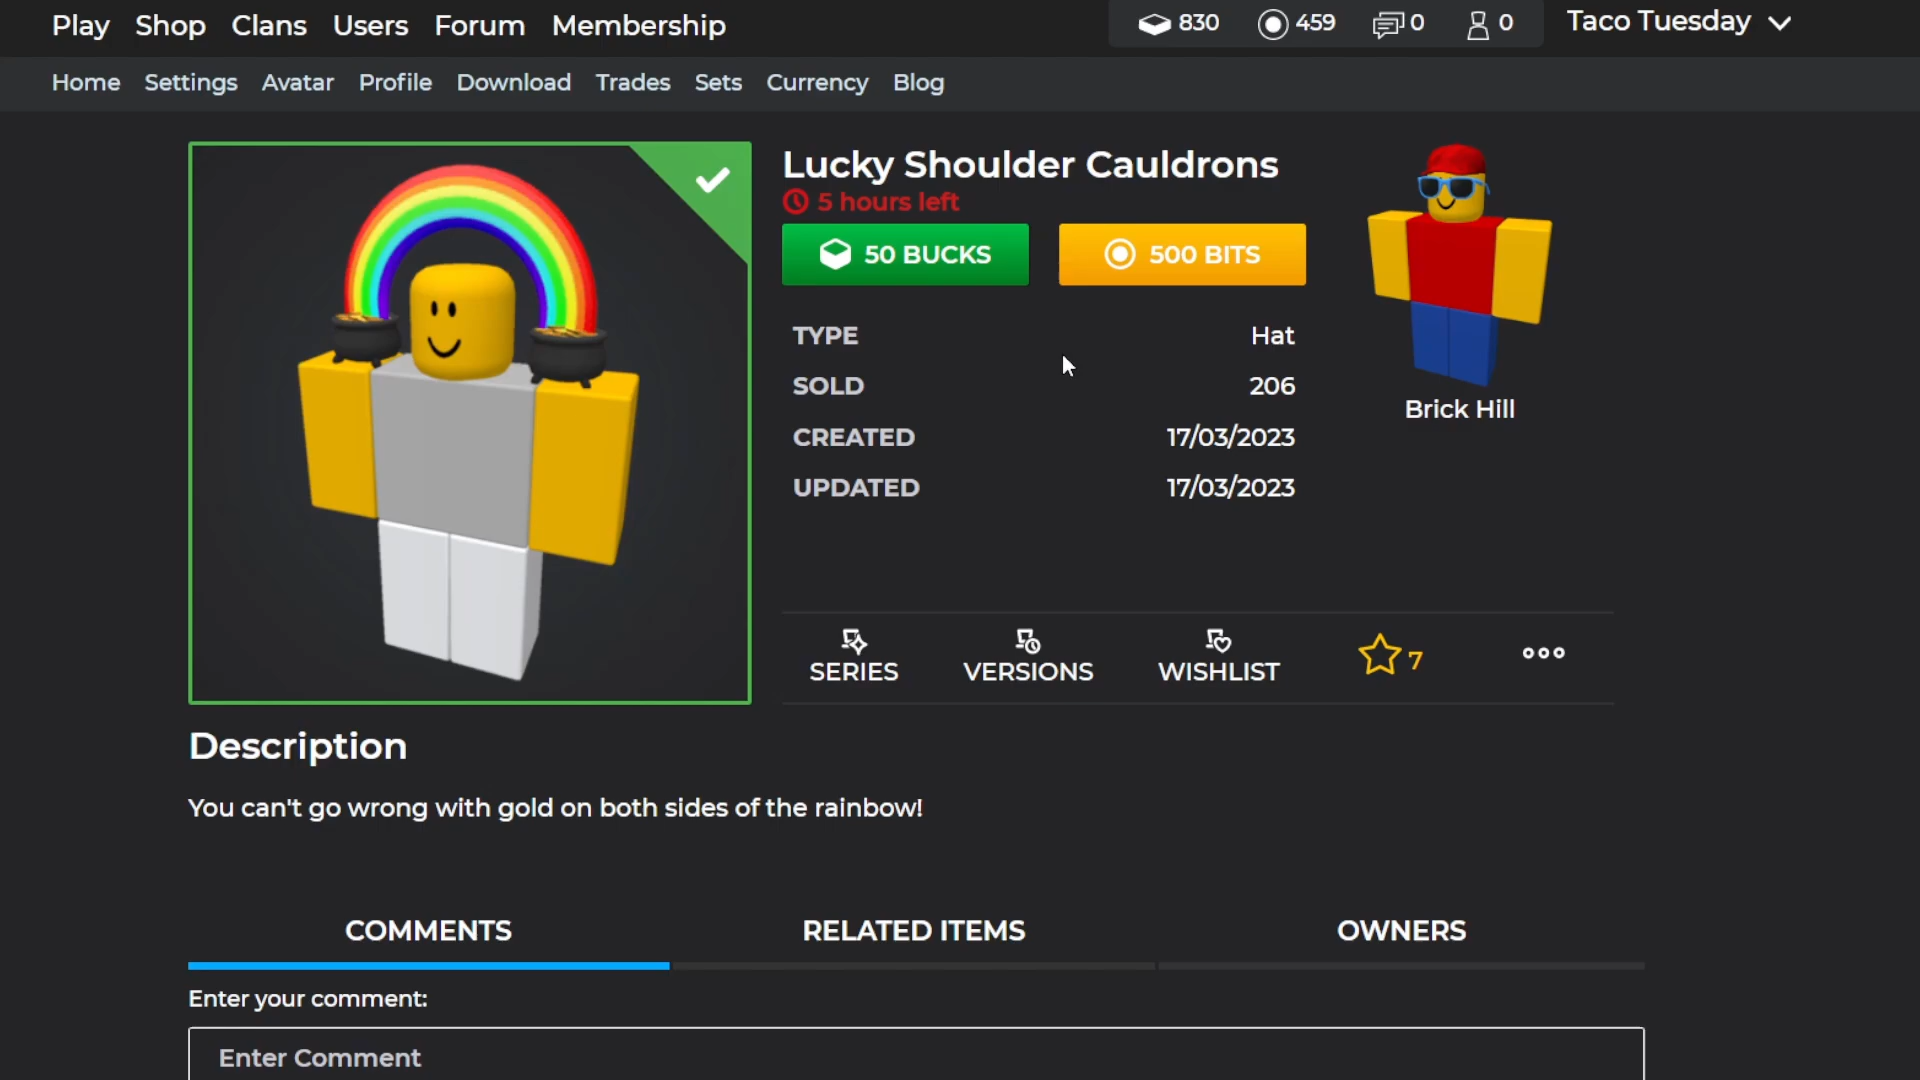 Play Shop Clans Users Forum Membership 830 459 0 0 Taco Tuesday
Home Settings Avatar Profile Download Trades Sets Currency Blog
Lucky Shoulder Cauldrons
5 hours left
50 BUCKS 500 BITS
TYPE Hat
SOLD 206
CREATED 17/03/2023
UPDATED 17/03/2023
Brick Hill
SERIES VERSIONS WISHLIST 7
Description
You can't go wrong with gold on both sides of the rainbow!
COMMENTS RELATED ITEMS OWNERS
Enter your comment:
Enter Comment